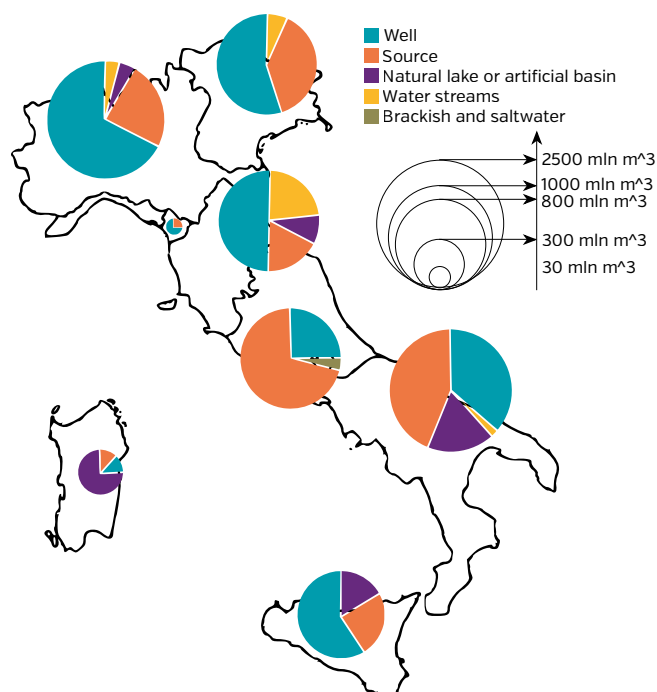 Well
Source
Natural lake or artificial basin
Water streams
Brackish and saltwater
2500 mln m^3
1000 mln m^3
800 mln m^3
300 mln m^3
30 mln m^3